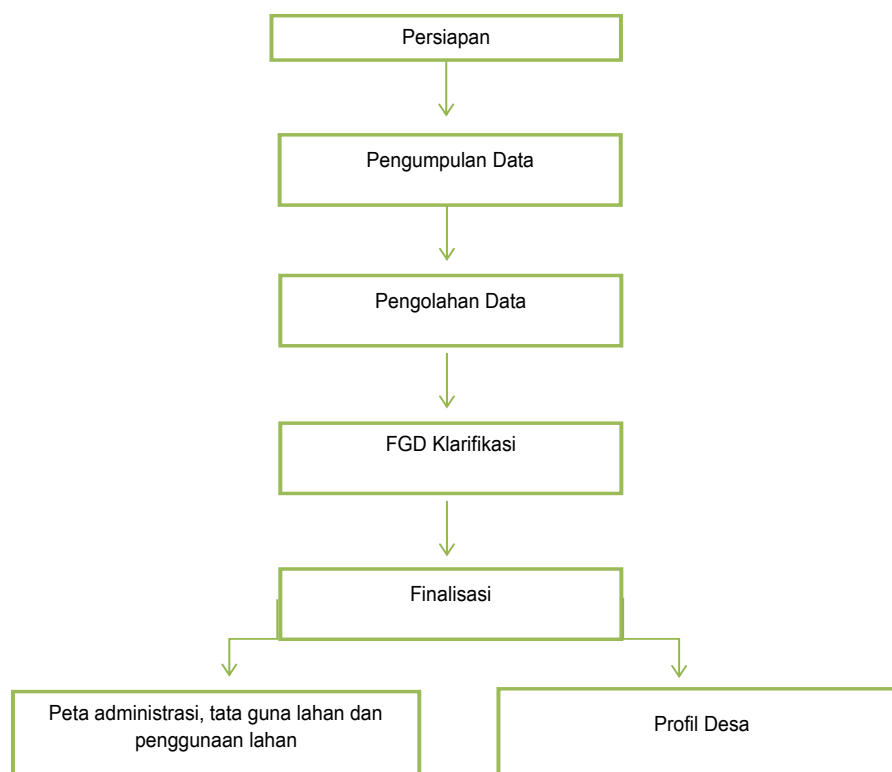 Persiapan
Pengumpulan Data
Pengolahan Data
FGD Klarifikasi
Finalisasi
Peta administrasi, tata guna lahan dan
penggunaan lahan
Profil Desa